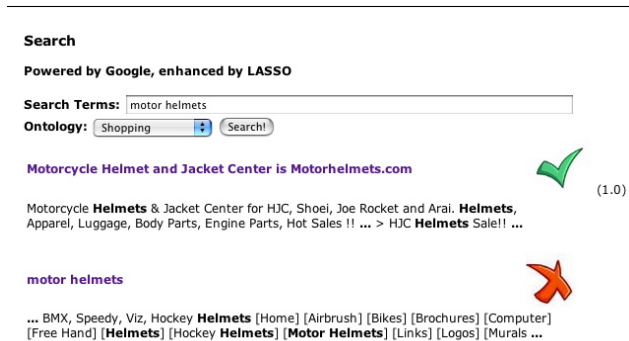 Search
Powered by Google, enhanced by LASSO
Search Terms: motor helmets
Ontology: Shopping Search!
Motorcycle Helmet and Jacket Center is Motorhelmets.com
(1.0)
Motorcycle Helmets & Jacket Center for HJC, Shoei, Joe Rocket and Arai. Helmets,
Apparel, Luggage, Body Parts, Engine Parts, Hot Sales !! ... > HJC Helmets Sale!! ...
motor helmets
... BMX, Speedy, Viz, Hockey Helmets [Home] [Airbrush] [Bikes] [Brochures] [Computer]
[Free Hand] [Helmets] [Hockey Helmets] [Motor Helmets] [Links] [Logos] [Murals ...